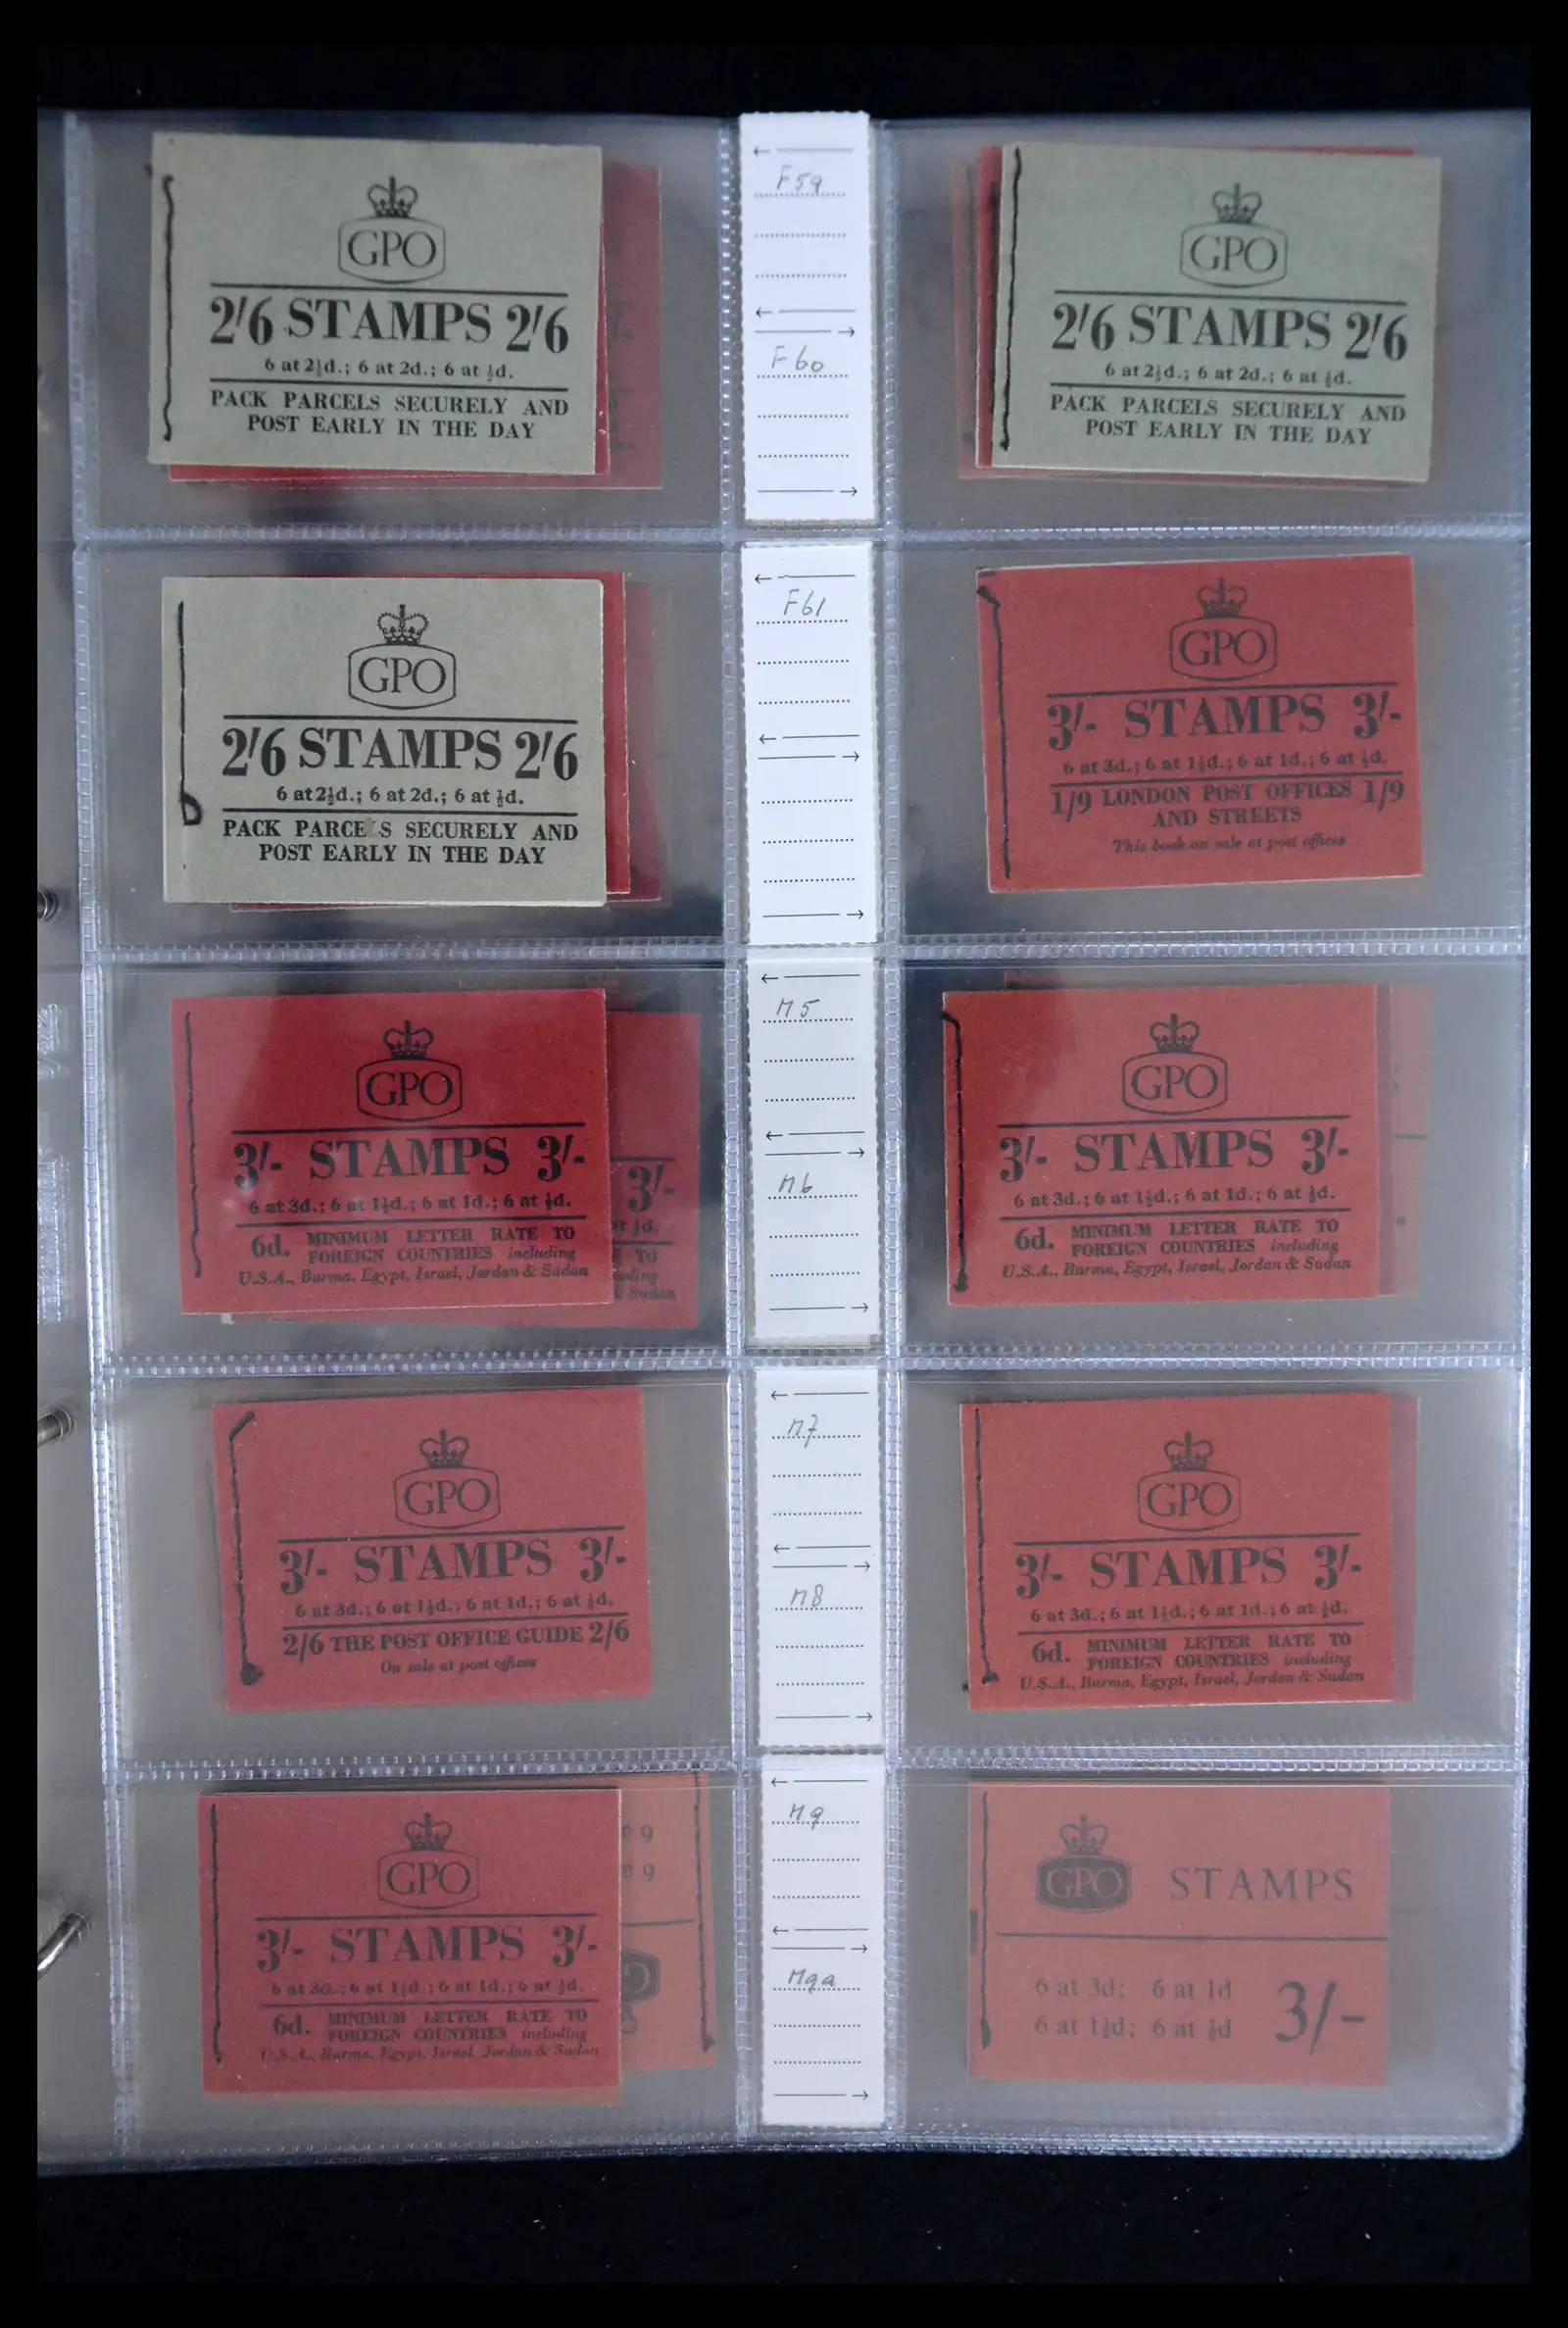 GPO
2/6 STAMPS 2/6
6 at 2½d.; 6 at 2d.; 6 at ½d.
PACK PARCELS SECURELY AND
POST EARLY IN THE DAY
F59
F60
GPO
2/6 STAMPS 2/6
6 at 2½d.; 6 at 2d.; 6 at ½d.
PACK PARCELS SECURELY AND
POST EARLY IN THE DAY
GPO
2/6 STAMPS 2/6
6 at 2½d.; 6 at 2d.; 6 at ½d.
PACK PARCE S SECURELY AND
POST EARLY IN THE DAY
F61
GPO
3/- STAMPS 3/-
6 at 3d.; 6 at 1½d.; 6 at 1d.; 6 at ½d.
1/9 LONDON POST OFFICES 1/9
AND STREETS
This book on sale at post offices
GPO
3/- STAMPS 3/-
6 at 3d.; 6 at 1½d.; 6 at 1d.; 6 at ½d.
6d. MINIMUM LETTER RATE TO
FOREIGN COUNTRIES including
U.S.A., Burma, Egypt, Israel, Jordan & Sudan
3/-
at ½d.
TO
& Sudan
M5
M6
GPO
3/- STAMPS 3/-
6 at 3d.; 6 at 1½d.; 6 at 1d.; 6 at ½d.
6d. MINIMUM LETTER RATE TO
FOREIGN COUNTRIES including
U.S.A., Burma, Egypt, Israel, Jordan & Sudan
GPO
3/- STAMPS 3/-
6 at 3d.; 6 at 1½d.; 6 at 1d.; 6 at ½d.
2/6 THE POST OFFICE GUIDE 2/6
On sale at post offices
M7
M8
GPO
3/- STAMPS 3/-
6 at 3d.; 6 at 1½d.; 6 at 1d.; 6 at ½d.
6d. MINIMUM LETTER RATE TO
FOREIGN COUNTRIES including
U.S.A., Burma, Egypt, Israel, Jordan & Sudan
GPO
3/- STAMPS 3/-
6 at 3d.; 6 at 1½d.; 6 at 1d.; 6 at ½d.
6d. MINIMUM LETTER RATE TO
FOREIGN COUNTRIES including
U.S.A., Burma, Egypt, Israel, Jordan & Sudan
M9
M9a
GPO STAMPS
6 at 3d; 6 at 1d
6 at 1½d; 6 at ½d
3/-